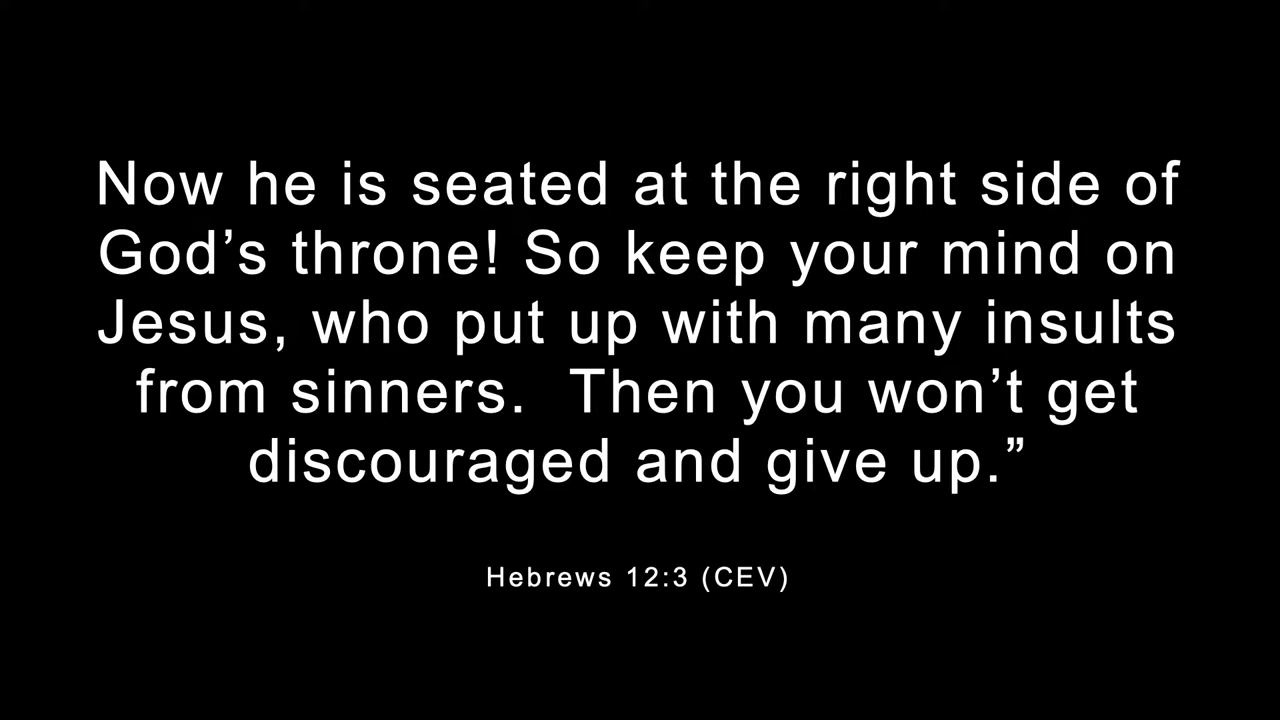 Now he is seated at the right side of
God’s throne! So keep your mind on
Jesus, who put up with many insults
from sinners.  Then you won’t get
discouraged and give up.”
Hebrews 12:3 (CEV)